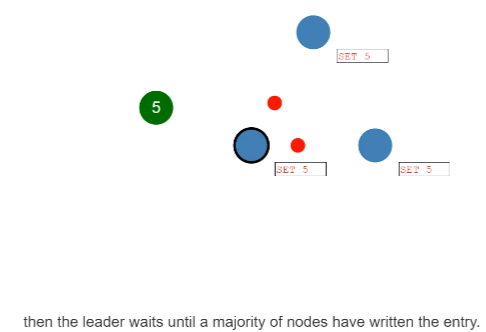 SET 5
5
SET 5
SET 5
then the leader waits until a majority of nodes have written the entry.